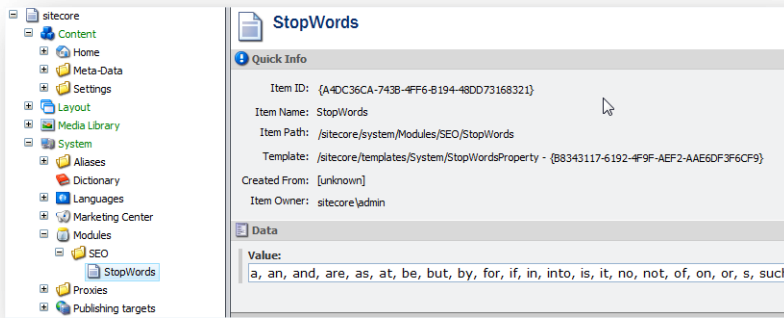 sitecore
Content
Home
Meta-Data
Settings
Layout
Media Library
System
Aliases
Dictionary
Languages
Marketing Center
Modules
SEO
StopWords
Proxies
Publishing targets
StopWords
Quick Info
Item ID: {A4DC36CA-743B-4FF6-B194-48DD73168321}
Item Name: StopWords
Item Path: /sitecore/system/Modules/SEO/StopWords
Template: /sitecore/templates/System/StopWordsProperty - {B8343117-6192-4F9F-AEF2-AAE6DF3F6CF9}
Created From: [unknown]
Item Owner: sitecore\admin
Data
Value:
a, an, and, are, as, at, be, but, by, for, if, in, into, is, it, no, not, of, on, or, s, such